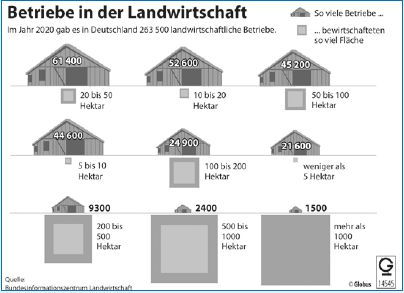 Betriebe in der Landwirtschaft
Im Jahr 2020 gab es in Deutschland 263 500 landwirtschaftliche Betriebe.
So viele Betriebe ...
... bewirtschafteten
so viel Fläche
61 400
20 bis 50
Hektar
52 600
10 bis 20
Hektar
45 200
50 bis 100
Hektar
44 600
5 bis 10
Hektar
24 900
100 bis 200
Hektar
21 600
weniger als
5 Hektar
9300
200 bis
500
Hektar
2400
500 bis
1000
Hektar
1500
mehr als
1000
Hektar
Quelle:
Bundesinformationszentrum Landwirtschaft
© Globus
G
14545